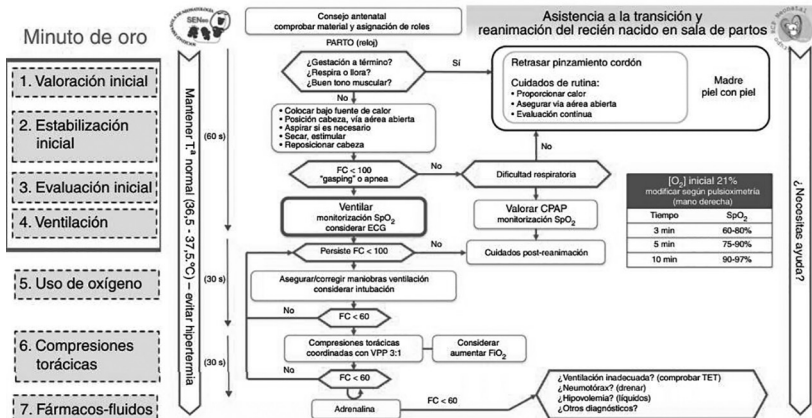 Minuto de oro
1. Valoración inicial
2. Estabilización
inicial
3. Evaluación inicial
4. Ventilación
5. Uso de oxígeno
6. Compresiones
torácicas
7. Fármacos-fluidos
SENeo
Mantener T.ª normal (36,5 - 37,5 ºC) – evitar hipertermia
(60 s)
(30 s)
(30 s)
Consejo antenatal
comprobar material y asignación de roles
Asistencia a la transición y
reanimación del recién nacido en sala de partos
PARTO (reloj)
¿Gestación a término?
¿Respira o llora?
¿Buen tono muscular?
Sí
No
Retrasar pinzamiento cordón
Cuidados de rutina:
• Proporcionar calor
• Asegurar vía aérea abierta
• Evaluación continua
Madre
piel con piel
• Colocar bajo fuente de calor
• Posición cabeza, vía aérea abierta
• Aspirar si es necesario
• Secar, estimular
• Reposicionar cabeza
No
FC < 100
"gasping" o apnea
No
Dificultad respiratoria
Ventilar
monitorización SpO2
considerar ECG
Valorar CPAP
monitorización SpO2
Persiste FC < 100
No
Cuidados post-reanimación
Asegurar/corregir maniobras ventilación
considerar intubación
No
FC < 60
Compresiones torácicas
coordinadas con VPP 3:1
Considerar
aumentar FiO2
No
FC < 60
Adrenalina
FC < 60
¿Ventilación inadecuada? (comprobar TET)
¿Neumotórax? (drenar)
¿Hipovolemia? (líquidos)
¿Otros diagnósticos?
[O2] inicial 21%
modificar según pulsioximetría
(mano derecha)
Tiempo SpO2
3 min 60-80%
5 min 75-90%
10 min 90-97%
¿Necesitas ayuda?